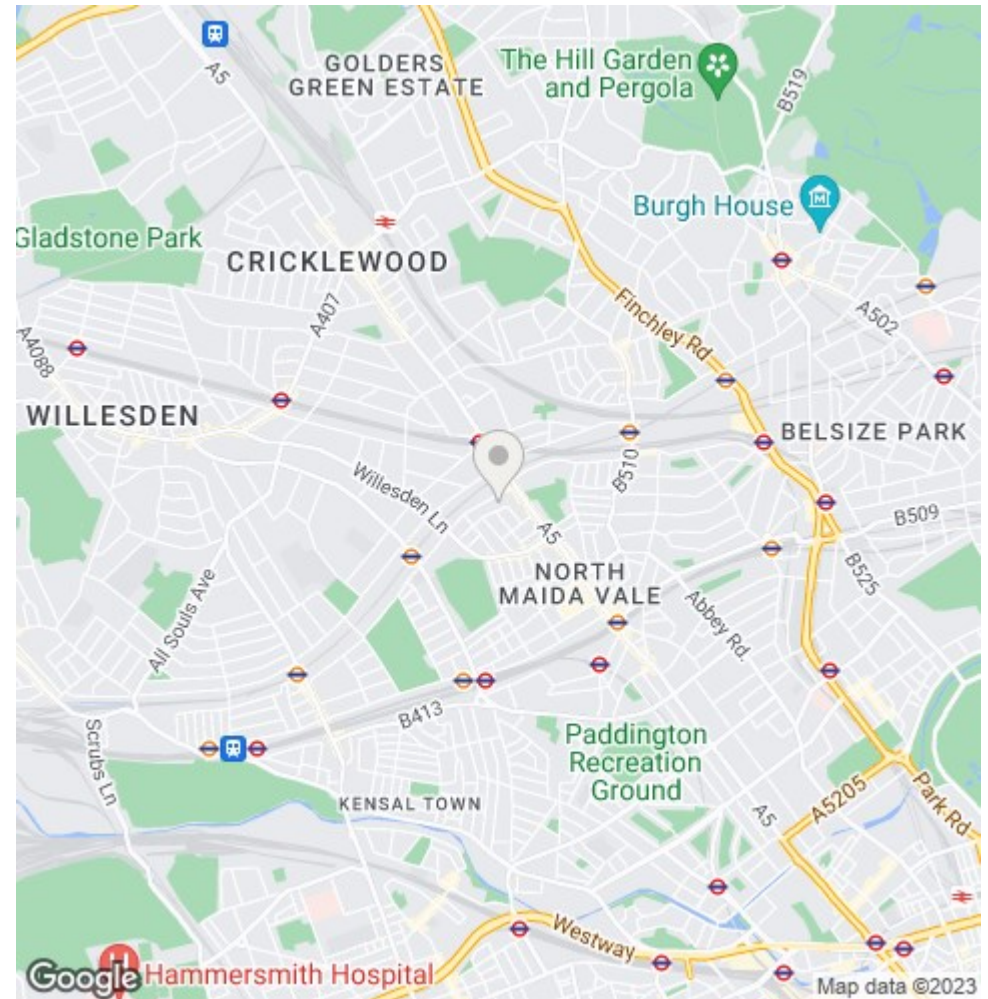 GOLDERS
GREEN ESTATE
The Hill Garden
and Pergola
B519
A5
Burgh House
M
Gladstone Park
CRICKLEWOOD
A407
Finchley Rd
A502
A4088
WILLESDEN
BELSIZE PARK
B510
Willesden Ln
B509
A5
NORTH
MAIDA VALE
B525
Abbey Rd.
All Souls Ave
B413
Scrubs Ln
Paddington
Recreation
Ground
KENSAL TOWN
A5
A5205
Park Rd
Westway
H
Google
Hammersmith Hospital
Map data ©2023